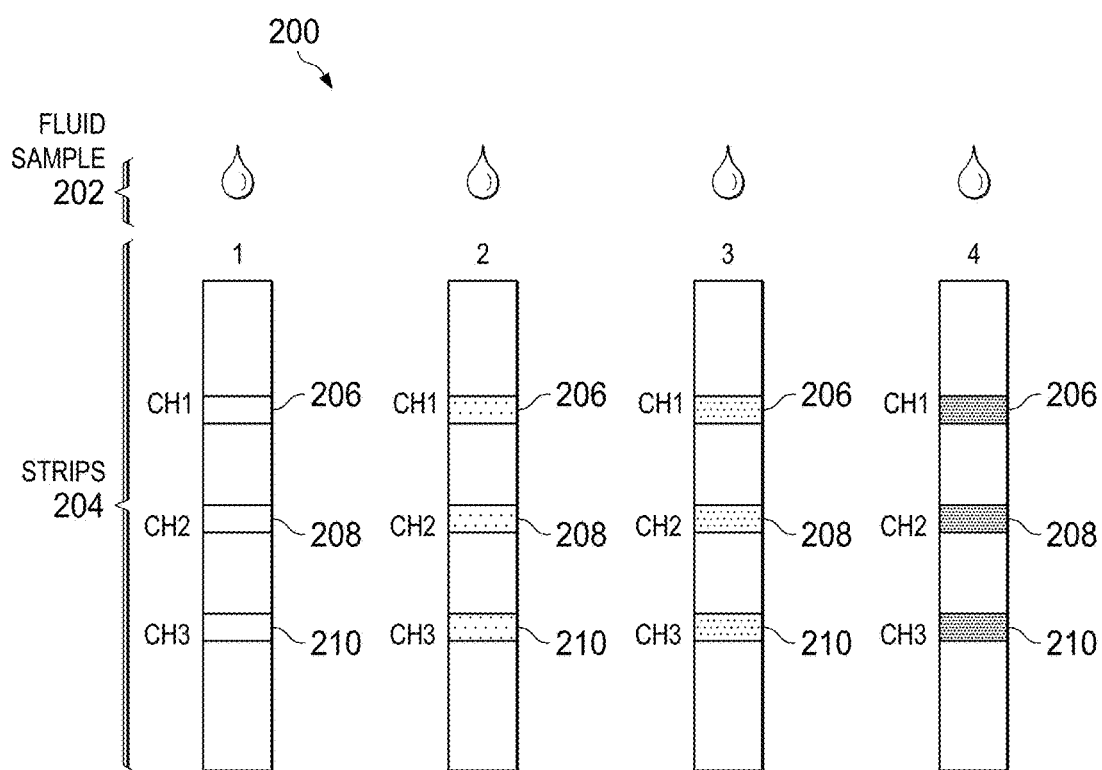 200
FLUID
SAMPLE
202
1 2 3 4
CH1 206 CH1 206 CH1 206 CH1 206
STRIPS
204
CH2 208 CH2 208 CH2 208 CH2 208
CH3 210 CH3 210 CH3 210 CH3 210